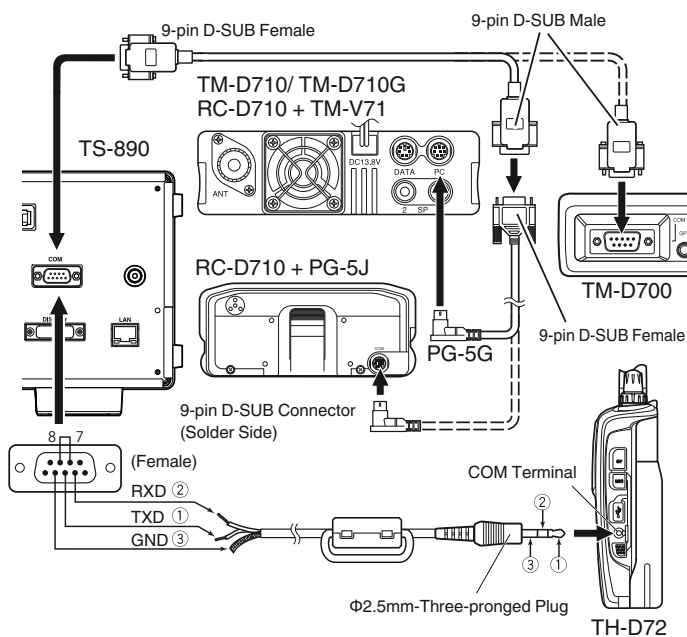 9-pin D-SUB Female
9-pin D-SUB Male
TM-D710/ TM-D710G
RC-D710 + TM-V71
TS-890
DC13.8V
ANT
DATA
PC
2
SP
COM
COM
GP
TM-D700
RC-D710 + PG-5J
LAN
COM
PG-5G
9-pin D-SUB Female
9-pin D-SUB Connector
(Solder Side)
8
7
(Female)
COM Terminal
RXD ②
TXD ①
GND ③
②
③
①
Φ2.5mm-Three-pronged Plug
TH-D72